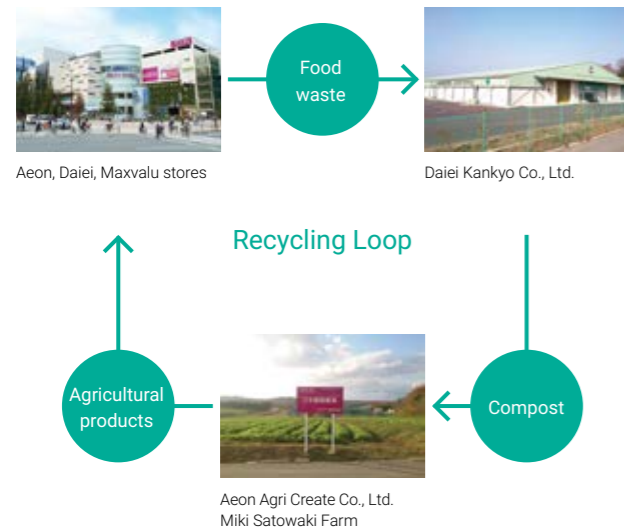 Food
waste
Aeon, Daiei, Maxvalu stores
Daiei Kankyo Co., Ltd.
Recycling Loop
Agricultural
products
Compost
Aeon Agri Create Co., Ltd.
Miki Satowaki Farm